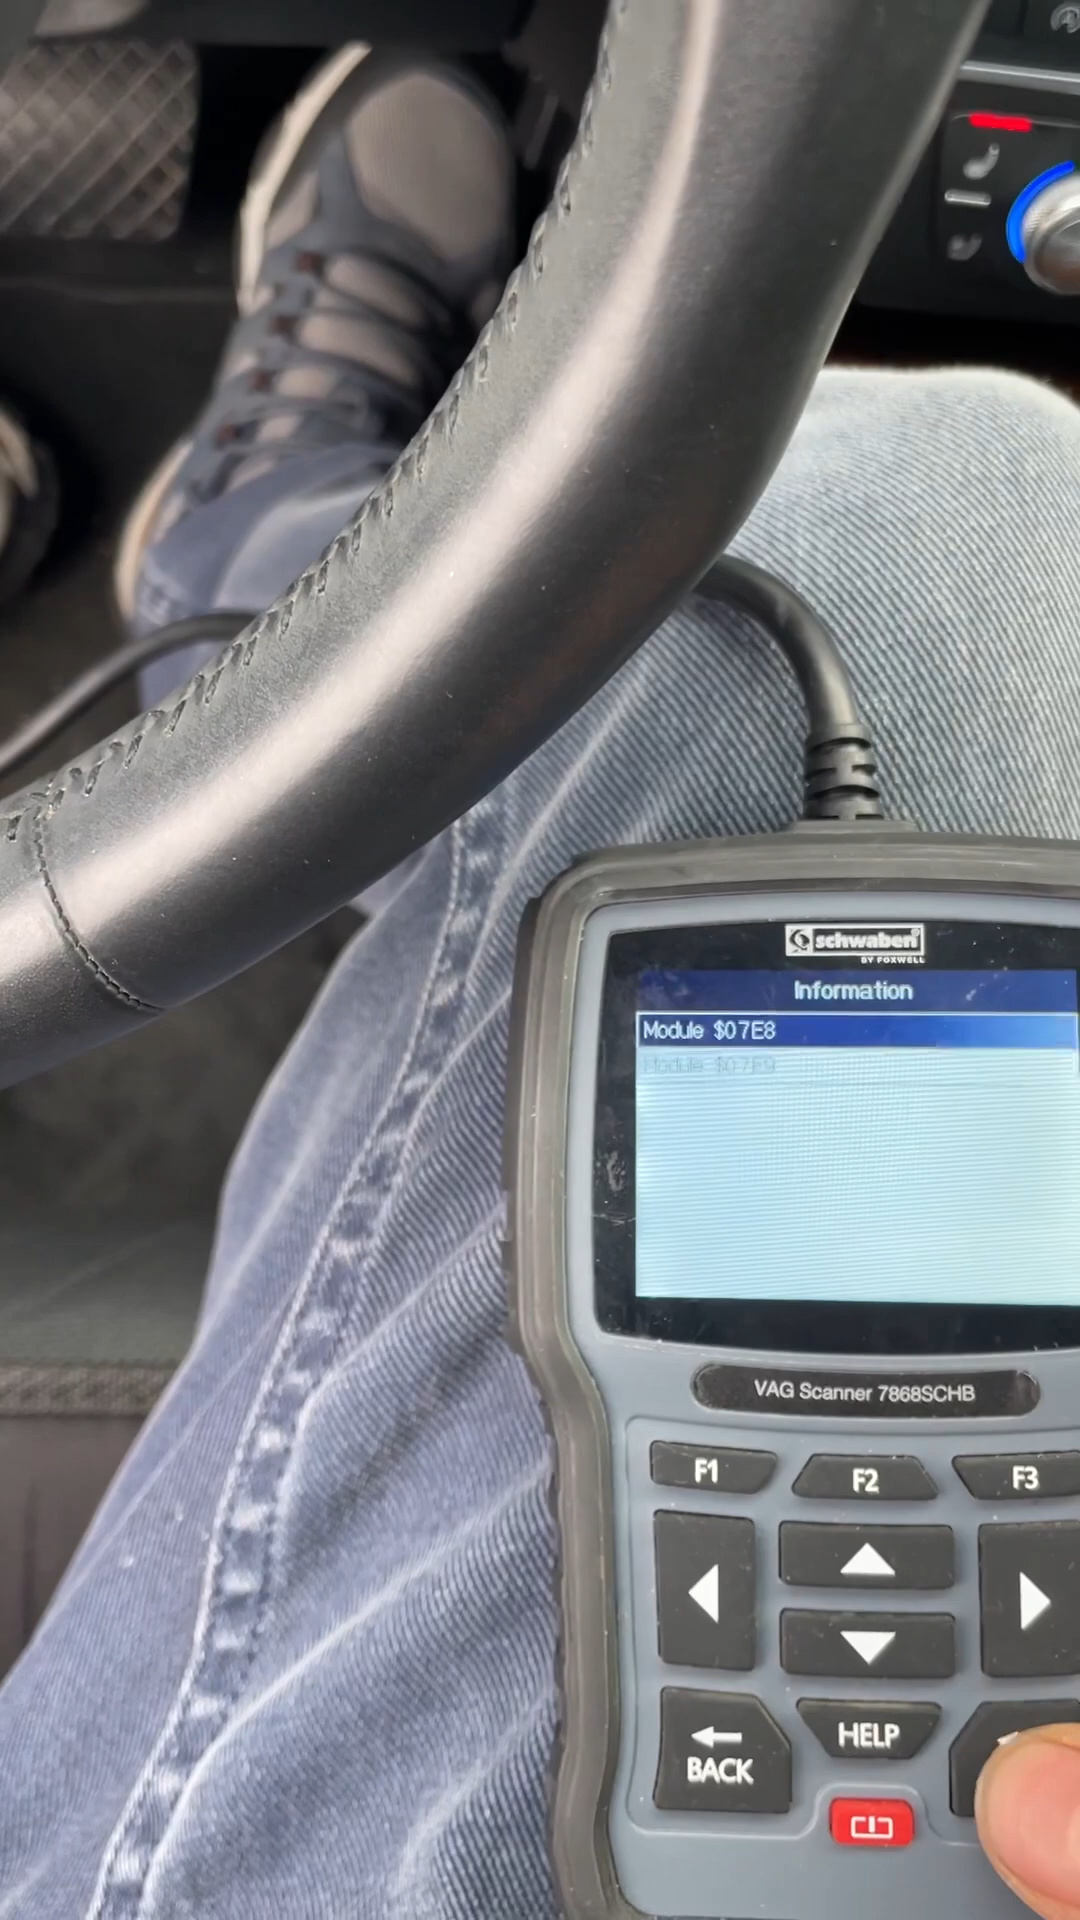 schwaben®
BY FOXWELL
Information
Module $07E8
Module $07E9
VAG Scanner 7868SCHB
F1
F2
F3
BACK
HELP